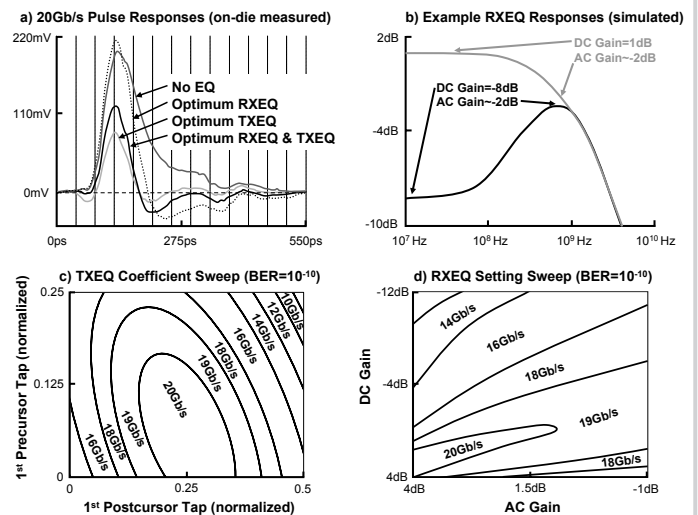 a) 20Gb/s Pulse Responses (on-die measured)
220mV
110mV
0mV
0ps
275ps
550ps
No EQ
Optimum RXEQ
Optimum TXEQ
Optimum RXEQ & TXEQ
b) Example RXEQ Responses (simulated)
2dB
-4dB
-10dB
10⁷ Hz
10⁸ Hz
10⁹ Hz
10¹⁰ Hz
DC Gain=1dB
AC Gain~-2dB
DC Gain=-8dB
AC Gain~-2dB
c) TXEQ Coefficient Sweep (BER=10⁻¹⁰)
1ˢᵗ Precursor Tap (normalized)
0.25
0.125
0
0
0.25
0.5
1ˢᵗ Postcursor Tap (normalized)
16Gb/s
18Gb/s
19Gb/s
20Gb/s
19Gb/s
18Gb/s
16Gb/s
14Gb/s
12Gb/s
10Gb/s
d) RXEQ Setting Sweep (BER=10⁻¹⁰)
DC Gain
-12dB
-4dB
4dB
4dB
1.5dB
-1dB
AC Gain
14Gb/s
16Gb/s
18Gb/s
19Gb/s
20Gb/s
18Gb/s